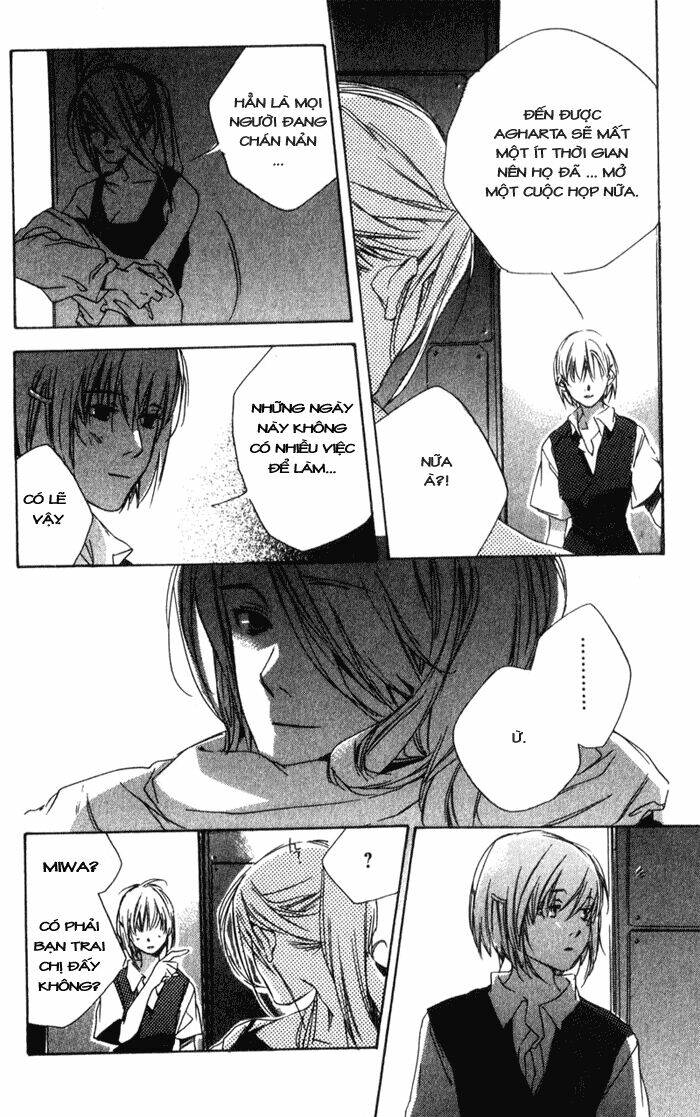 HẲN LÀ MỌI
NGƯỜI ĐANG
CHÁN NẢN
...
ĐẾN ĐƯỢC
AGHARTA SẼ MẤT
MỘT ÍT THỜI GIAN
NÊN HỌ ĐÃ ... MỞ
MỘT CUỘC HỌP NỮA.
NỮA
À?!
NHỮNG NGÀY
NÀY KHÔNG
CÓ NHIỀU VIỆC
ĐỂ LÀM...
CÓ LẼ
VẬY
........
Ừ.
MIWA?
CÓ PHẢI
BẠN TRAI
CHỊ ĐẤY
KHÔNG?
?